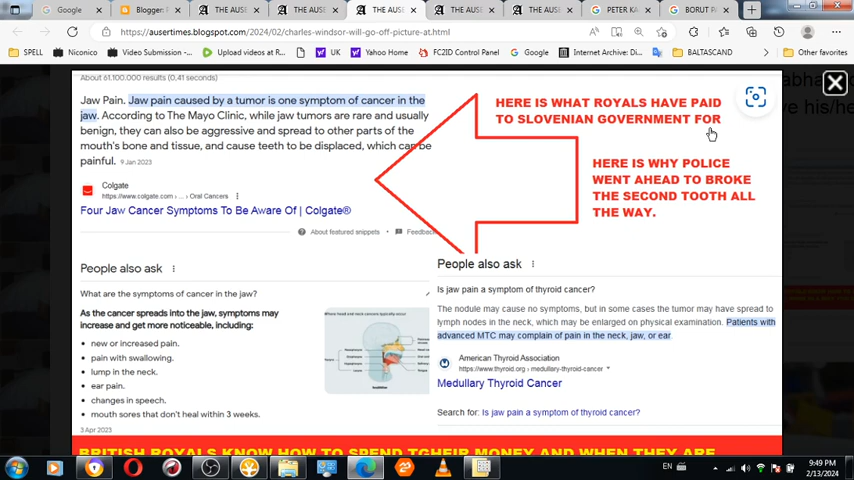 Google
Blogger: P
THE AUSE
THE AUSE
THE AUSE
THE AUSE
THE AUSE
PETER KA
BORUT P
https://ausertimes.blogspot.com/2024/02/charles-windsor-will-go-off-picture-at.html
SPELL
Niconico
Video Submission -...
Upload videos at R...
UK
Yahoo Home
FC2ID Control Panel
Google
Internet Archive: Di...
BALTASCAND
Other favorites
About 61.100.000 results (0,41 seconds)
Jaw Pain. Jaw pain caused by a tumor is one symptom of cancer in the
jaw. According to The Mayo Clinic, while jaw tumors are rare and usually
benign, they can also be aggressive and spread to other parts of the
mouth's bone and tissue, and cause teeth to be displaced, which can be
painful. 9 Jan 2023
Colgate
https://www.colgate.com › ... › Oral Cancers
Four Jaw Cancer Symptoms To Be Aware Of | Colgate®
About featured snippets
Feedback
HERE IS WHAT ROYALS HAVE PAID
TO SLOVENIAN GOVERNMENT FOR
HERE IS WHY POLICE
WENT AHEAD TO BROKE
THE SECOND TOOTH ALL
THE WAY.
People also ask
What are the symptoms of cancer in the jaw?
As the cancer spreads into the jaw, symptoms may
increase and get more noticeable, including:
new or increased pain.
pain with swallowing.
lump in the neck.
ear pain.
changes in speech.
mouth sores that don't heal within 3 weeks.
3 Apr 2023
Where head and neck cancers typically occur
People also ask
Is jaw pain a symptom of thyroid cancer?
The nodule may cause no symptoms, but in some cases the tumor may have spread to
lymph nodes in the neck, which may be enlarged on physical examination. Patients with
advanced MTC may complain of pain in the neck, jaw, or ear.
American Thyroid Association
https://www.thyroid.org › medullary-thyroid-cancer
Medullary Thyroid Cancer
Search for: Is jaw pain a symptom of thyroid cancer?
BRITISH ROYALS KNOW HOW TO SPEND TGHEIR MONEY AND WHEN THEY ARE
EN
9:49 PM
2/13/2024